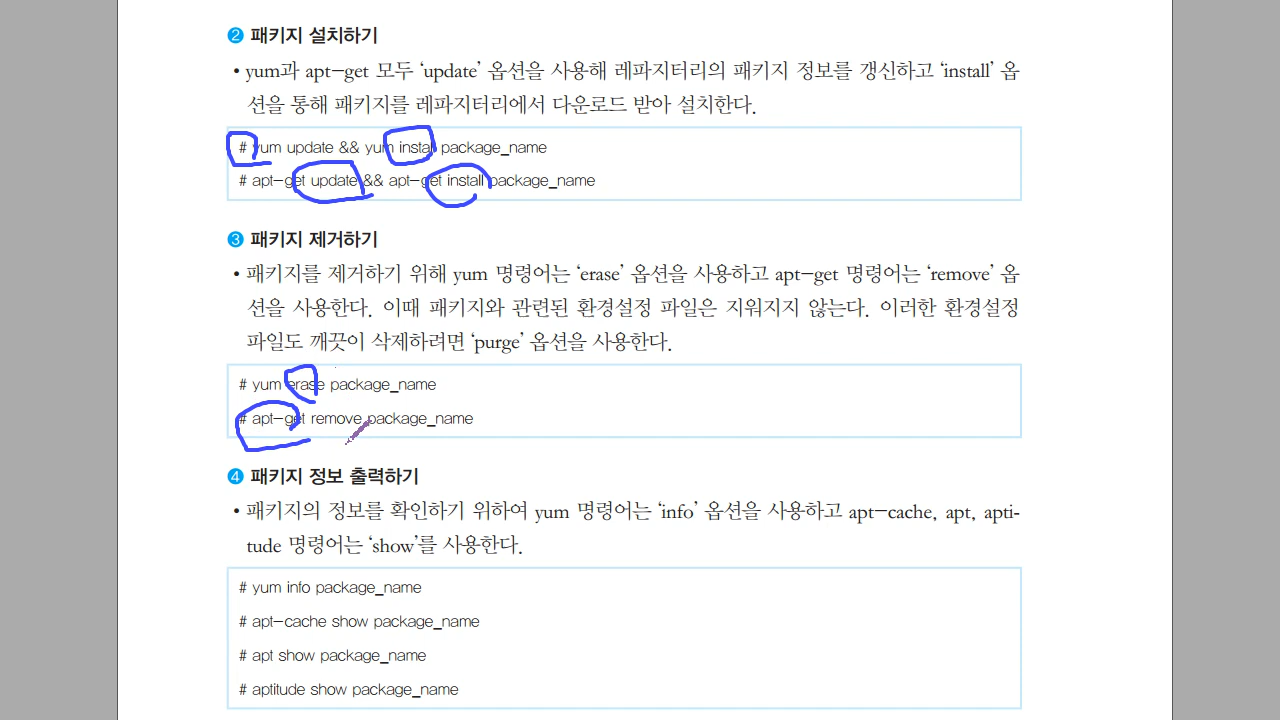 ❷ 패키지 설치하기
• yum과 apt-get 모두 ‘update’ 옵션을 사용해 레파지터리의 패키지 정보를 갱신하고 ‘install’ 옵
션을 통해 패키지를 레파지터리에서 다운로드 받아 설치한다.
# yum update && yum install package_name
# apt-get update && apt-get install package_name
❸ 패키지 제거하기
• 패키지를 제거하기 위해 yum 명령어는 ‘erase’ 옵션을 사용하고 apt-get 명령어는 ‘remove’ 옵
션을 사용한다. 이때 패키지와 관련된 환경설정 파일은 지워지지 않는다. 이러한 환경설정
파일도 깨끗이 삭제하려면 ‘purge’ 옵션을 사용한다.
# yum erase package_name
# apt-get remove package_name
❹ 패키지 정보 출력하기
• 패키지의 정보를 확인하기 위하여 yum 명령어는 ‘info’ 옵션을 사용하고 apt-cache, apt, apti-
tude 명령어는 ‘show’를 사용한다.
# yum info package_name
# apt-cache show package_name
# apt show package_name
# aptitude show package_name